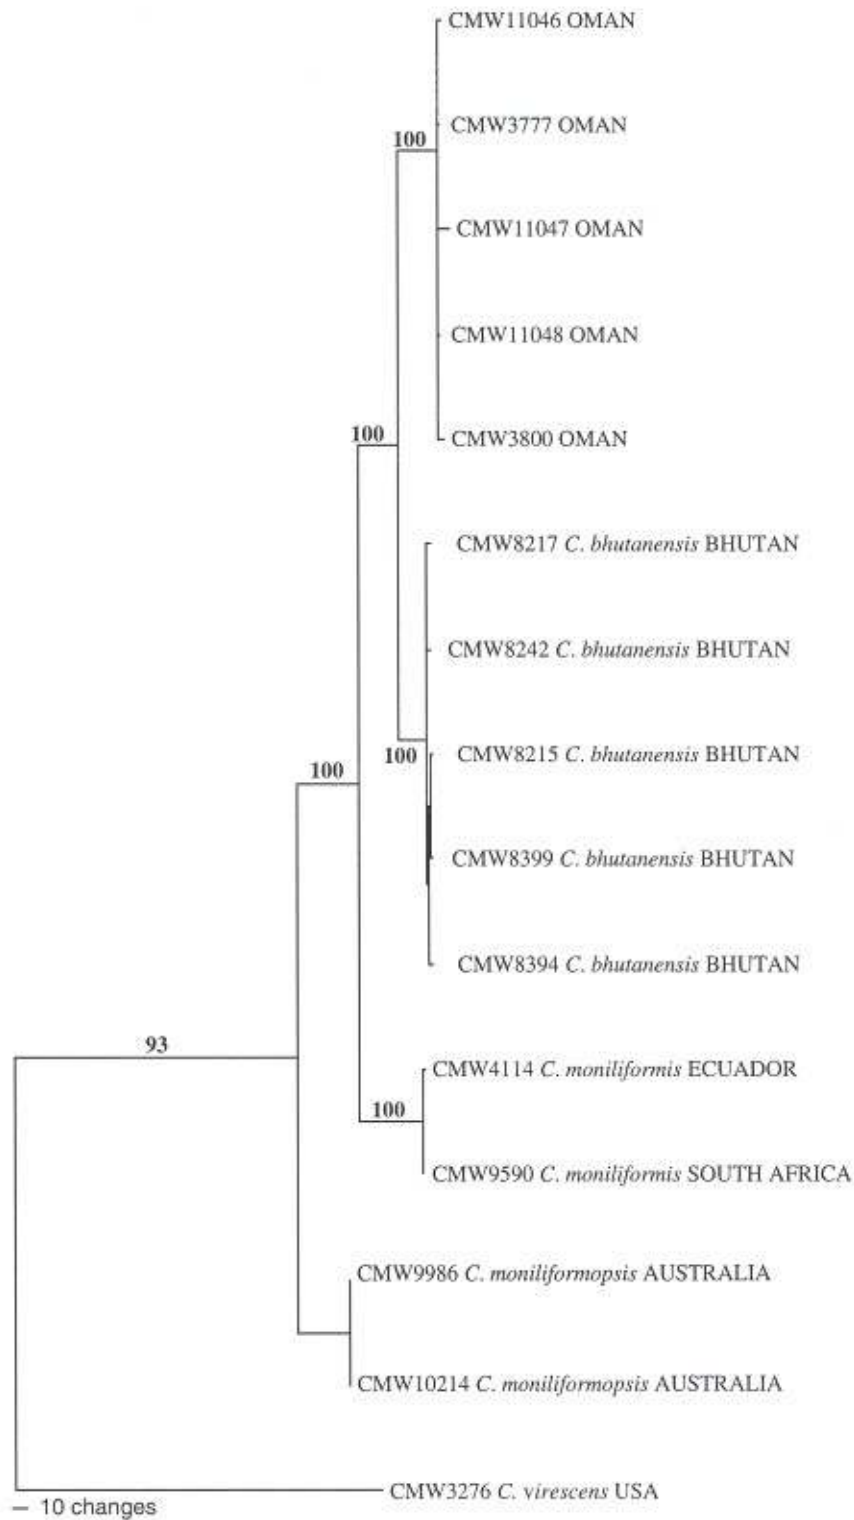 CMW11046 OMAN
CMW3777 OMAN
100
CMW11047 OMAN
CMW11048 OMAN
100
CMW3800 OMAN
CMW8217 C. bhutanensis BHUTAN
CMW8242 C. bhutanensis BHUTAN
100
CMW8215 C. bhutanensis BHUTAN
100
CMW8399 C. bhutanensis BHUTAN
CMW8394 C. bhutanensis BHUTAN
93
CMW4114 C. moniliformis ECUADOR
100
CMW9590 C. moniliformis SOUTH AFRICA
CMW9986 C. moniliformopsis AUSTRALIA
CMW10214 C. moniliformopsis AUSTRALIA
CMW3276 C. virescens USA
10 changes